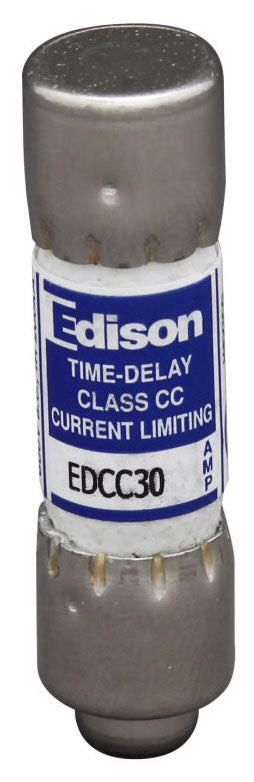 Edison
TIME-DELAY
CLASS CC
CURRENT LIMITING
EDCC30
AMP